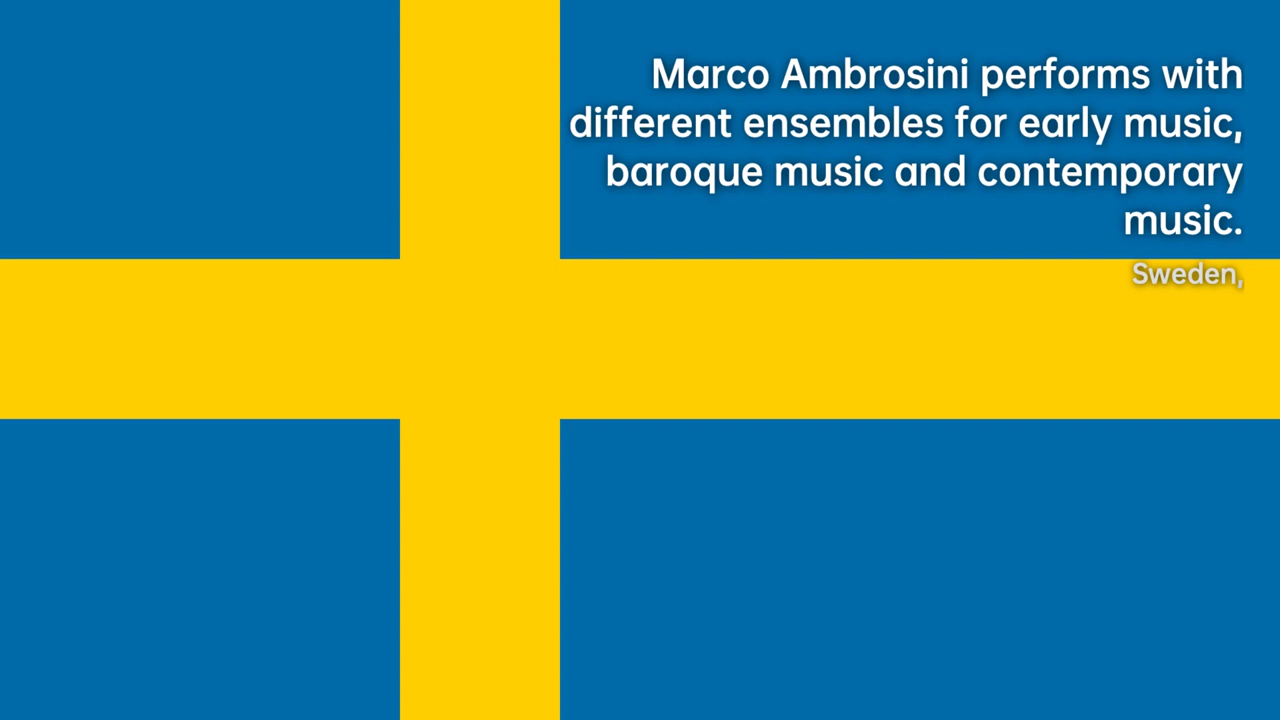 Marco Ambrosini performs with
different ensembles for early music,
baroque music and contemporary
music.
Sweden,